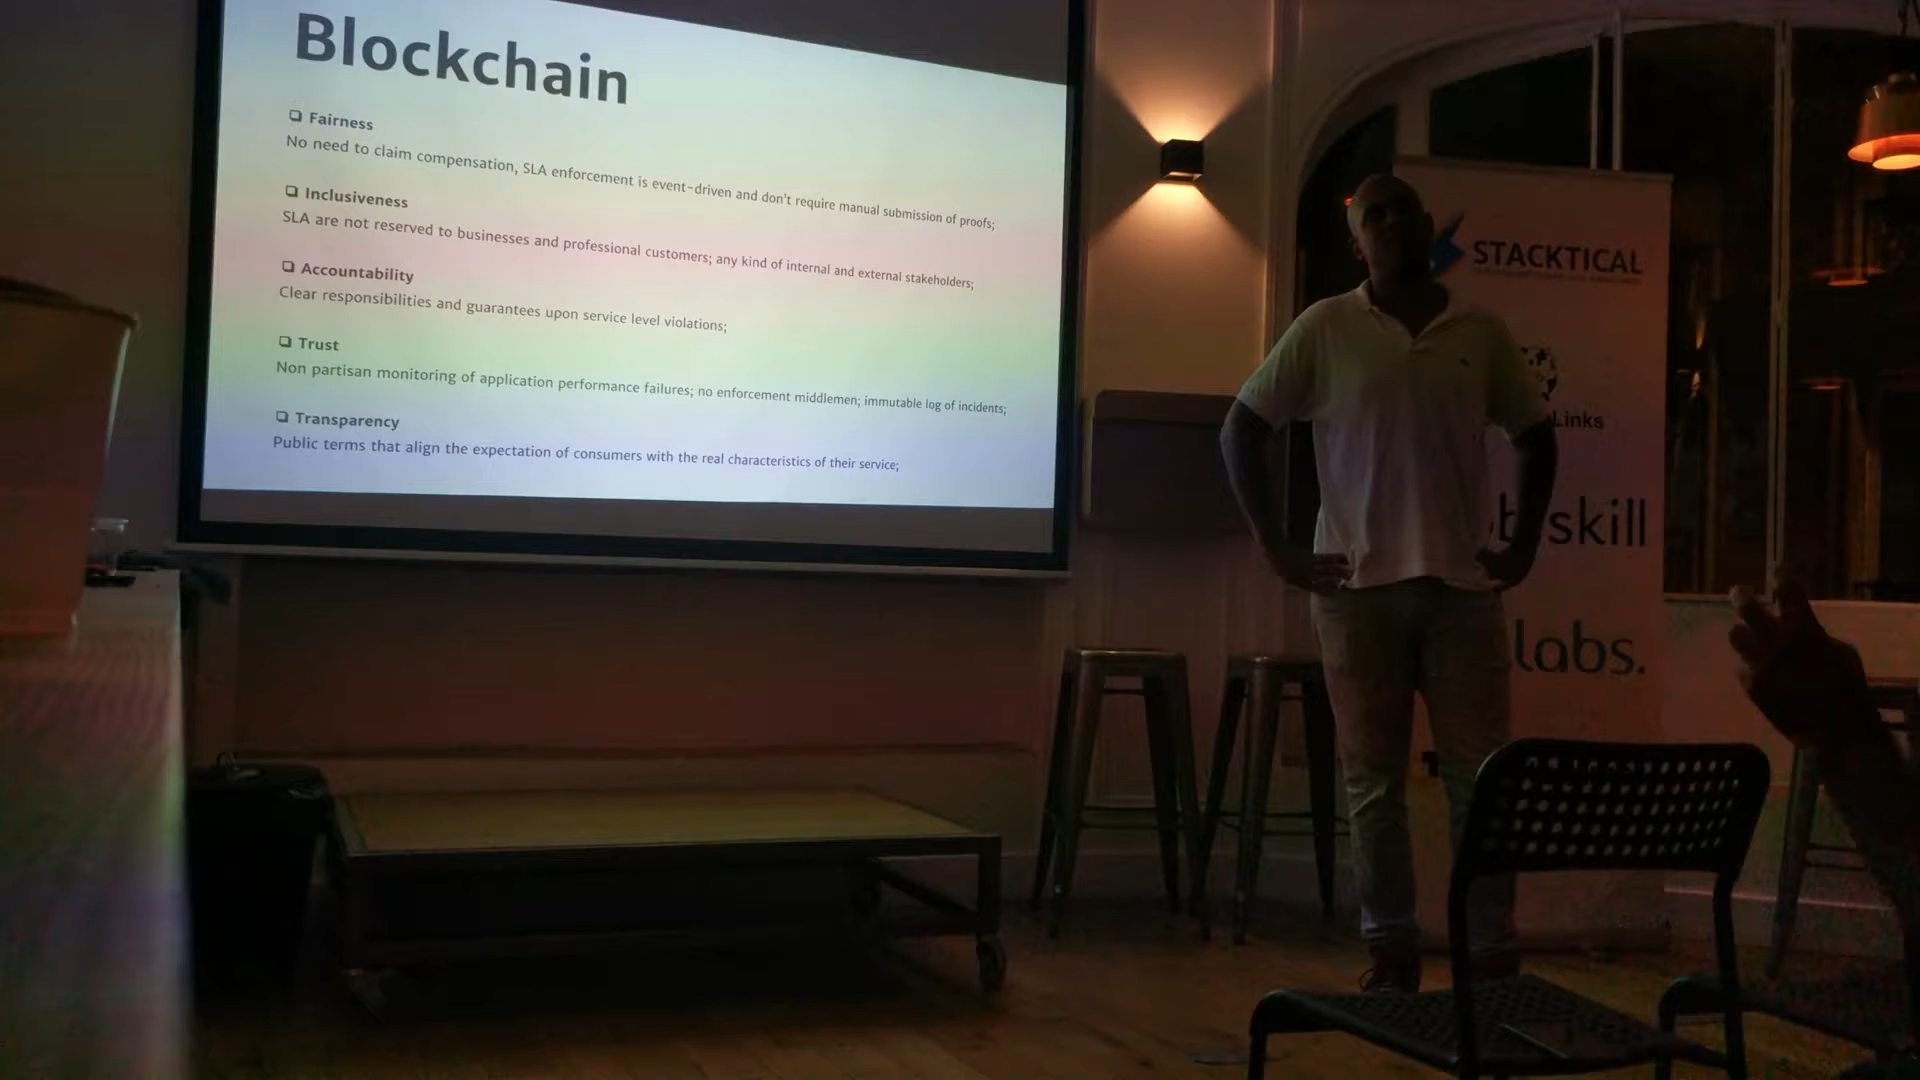 Blockchain
❑ Fairness
No need to claim compensation, SLA enforcement is event-driven and don't require manual submission of proofs;
❑ Inclusiveness
SLA are not reserved to businesses and professional customers; any kind of internal and external stakeholders;
❑ Accountability
Clear responsibilities and guarantees upon service level violations;
❑ Trust
Non partisan monitoring of application performance failures; no enforcement middlemen; immutable log of incidents;
❑ Transparency
Public terms that align the expectation of consumers with the real characteristics of their service;
STACKTICAL
Links
skill
labs.